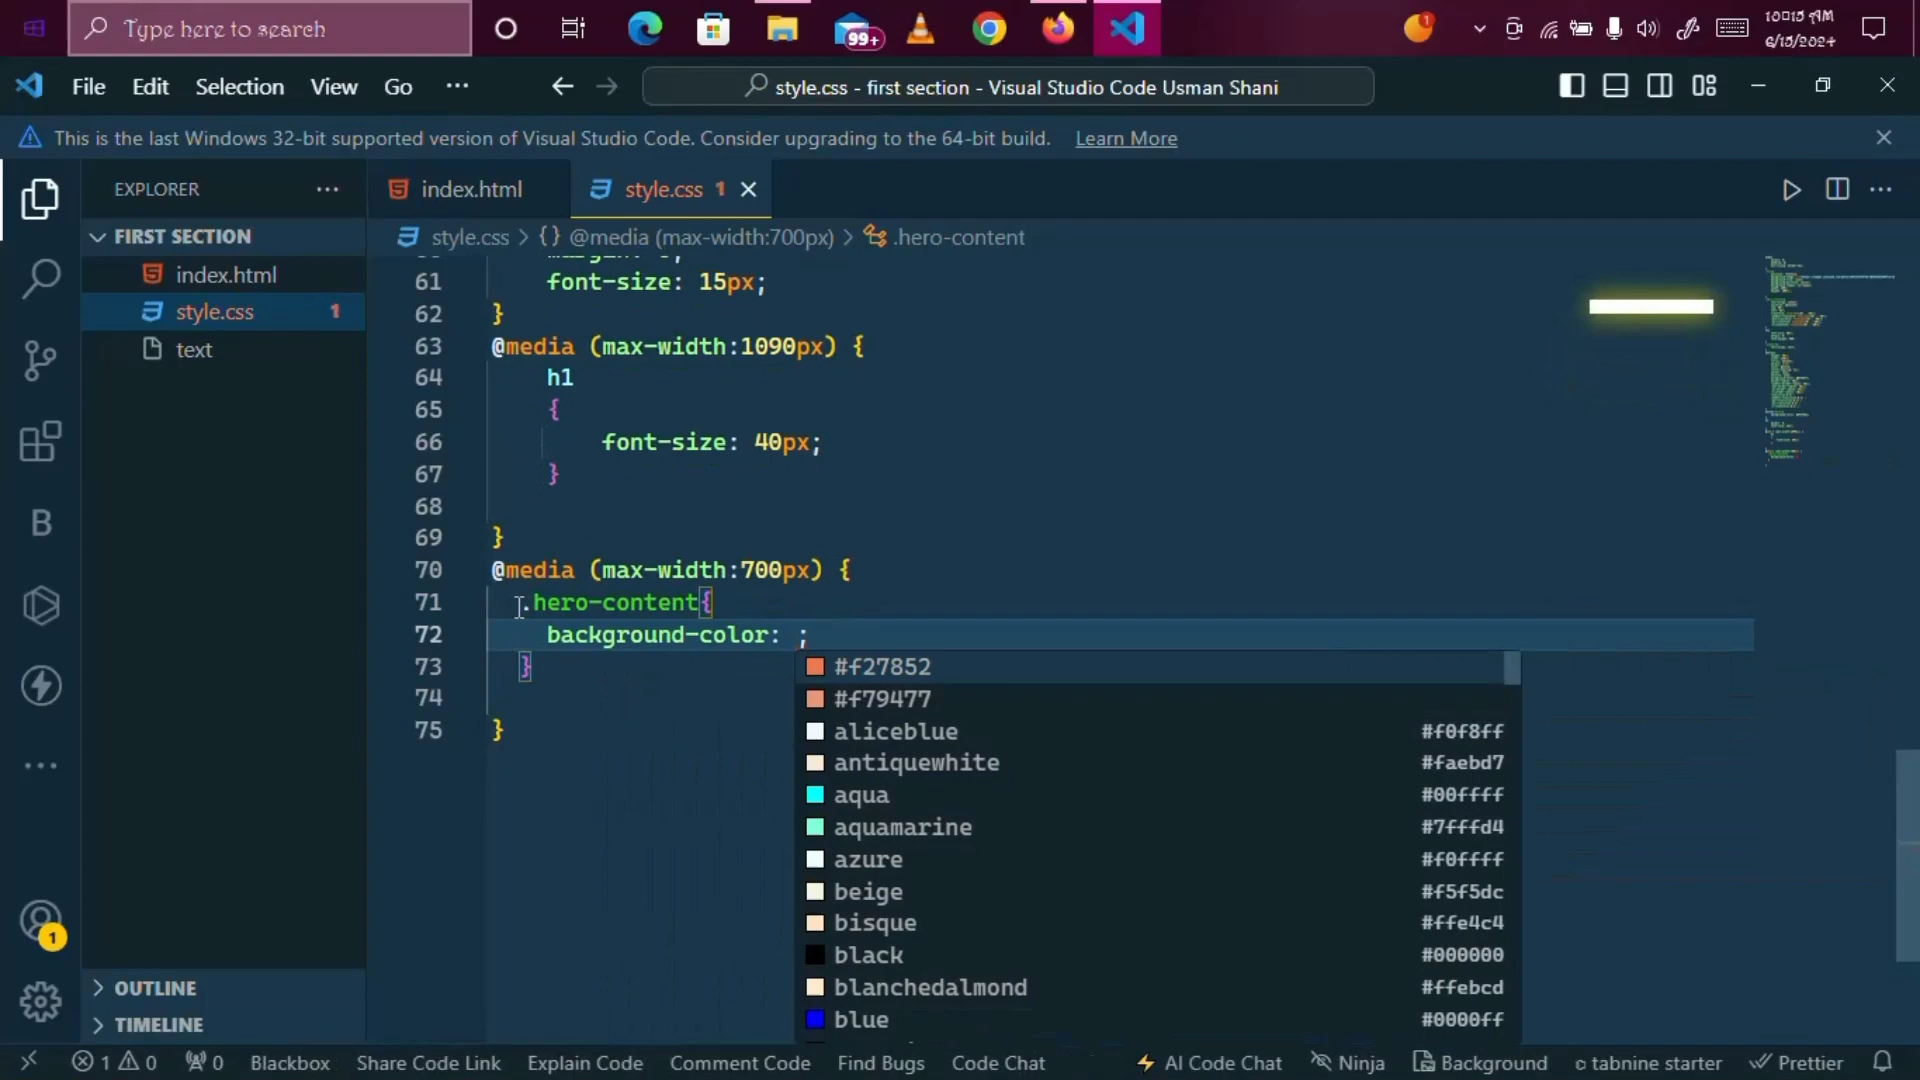 Type here to search
99+
1
10:15 AM
6/15/2024
File Edit Selection View Go ···
style.css - first section - Visual Studio Code Usman Shani
This is the last Windows 32-bit supported version of Visual Studio Code. Consider upgrading to the 64-bit build. Learn More
EXPLORER ···
index.html
style.css 1
FIRST SECTION
index.html
style.css 1
text
style.css > {} @media (max-width:700px) > .hero-content
61 font-size: 15px;
62 }
63 @media (max-width:1090px) {
64 h1
65 {
66 font-size: 40px;
67 }
68
69 }
70 @media (max-width:700px) {
71 .hero-content{
72 background-color: ;
73 }
74
75 }
#f27852
#f79477
aliceblue #f0f8ff
antiquewhite #faebd7
aqua #00ffff
aquamarine #7fffd4
azure #f0ffff
beige #f5f5dc
bisque #ffe4c4
black #000000
blanchedalmond #ffebcd
blue #0000ff
B
1
OUTLINE
TIMELINE
1 0 0 Blackbox Share Code Link Explain Code Comment Code Find Bugs Code Chat AI Code Chat Ninja Background tabnine starter Prettier